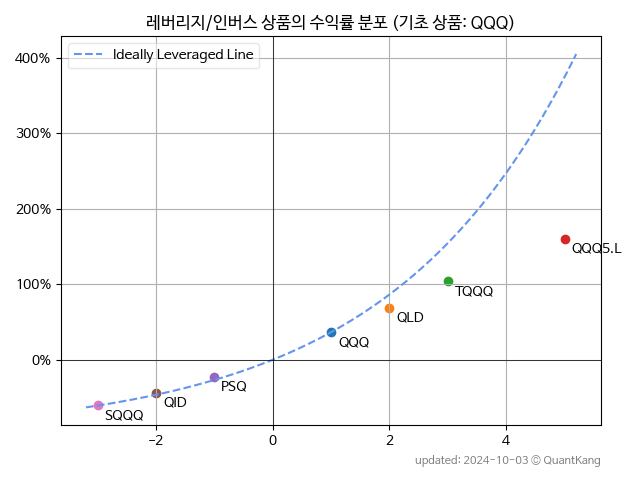 레버리지/인버스 상품의 수익률 분포 (기초 상품: QQQ)
Ideally Leveraged Line
400%
300%
200%
100%
0%
QQQ5.L
TQQQ
QLD
QQQ
PSQ
QID
SQQQ
−2
0
2
4
updated: 2024-10-03 © QuantKang